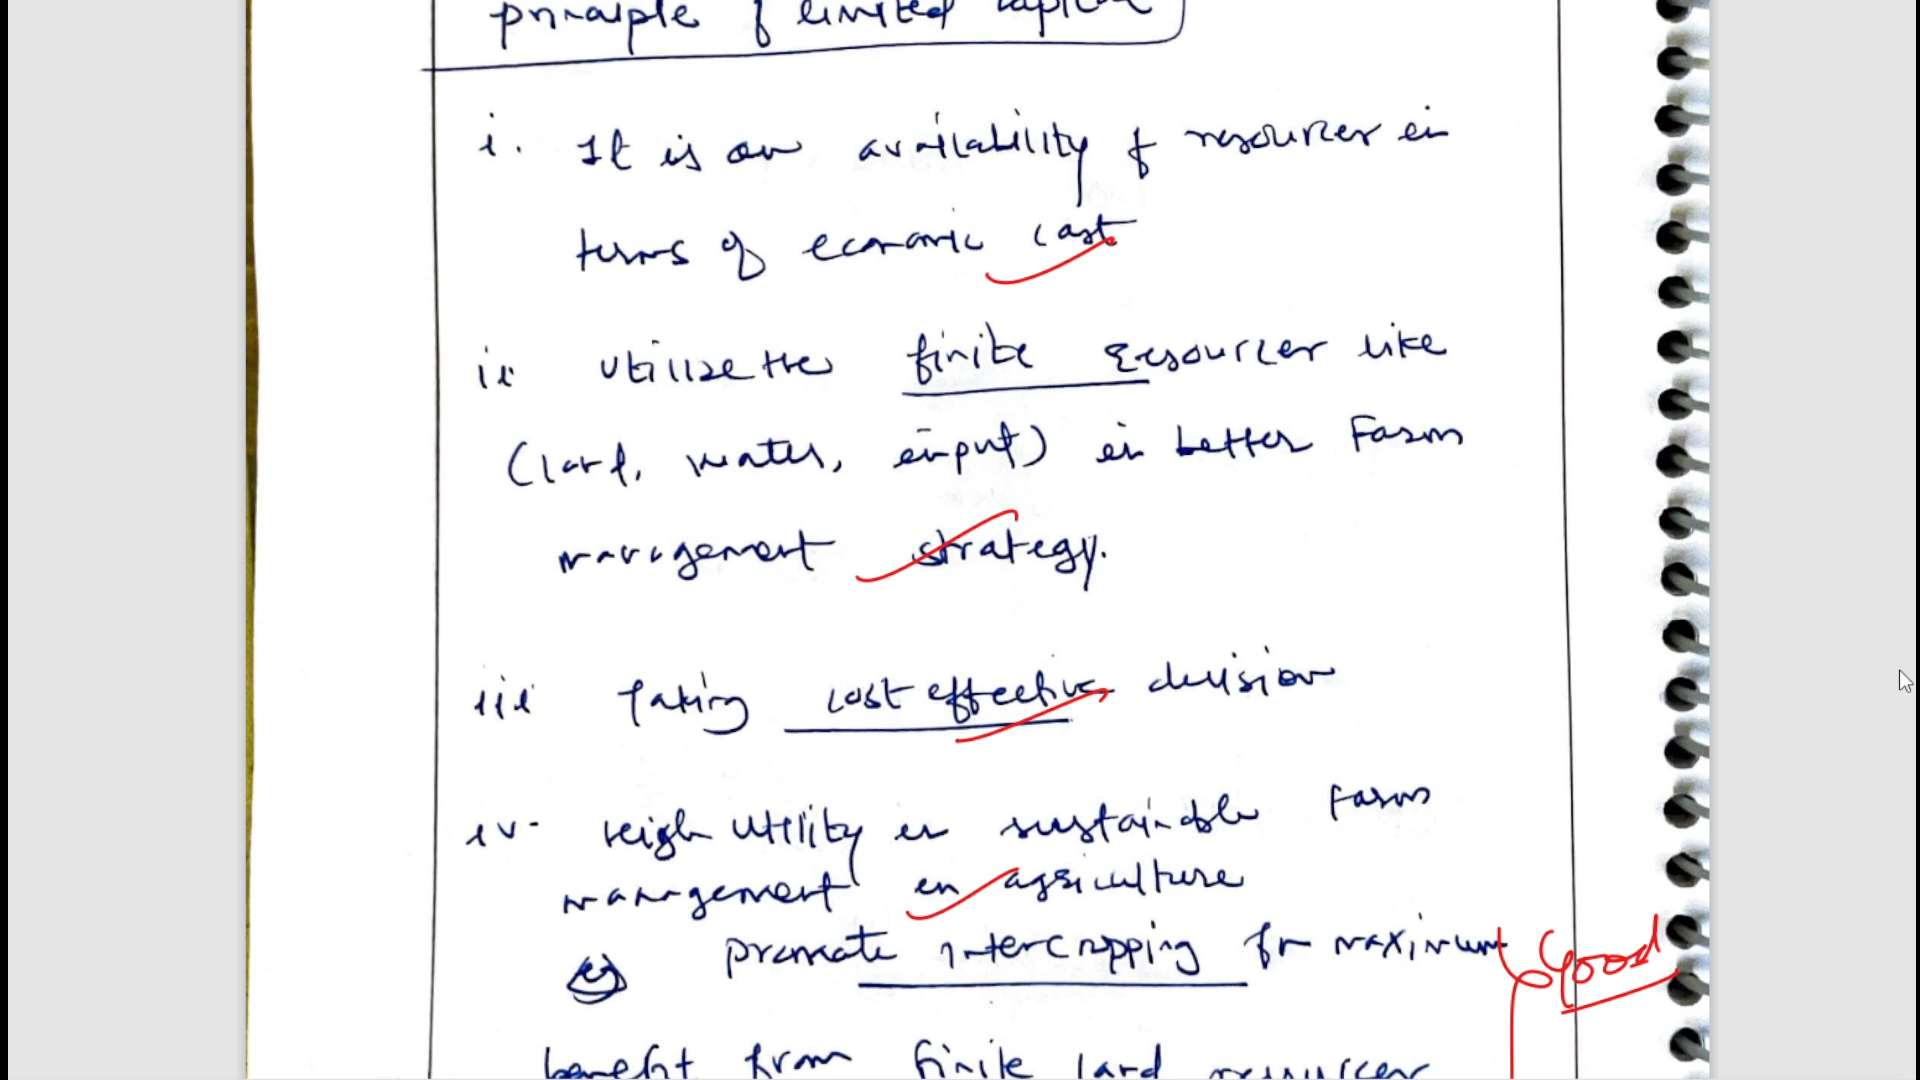 principle of limited capital
i. It is an availability of resources in
terms of economic cost
ii utilize the finite resources like
(land, water, input) in better Farm
management strategy.
iii Taking cost effective decision
iv- High utility in sustainable Farm
management in agriculture
eg promote intercropping for maximum
Good
benefit from finite land resources